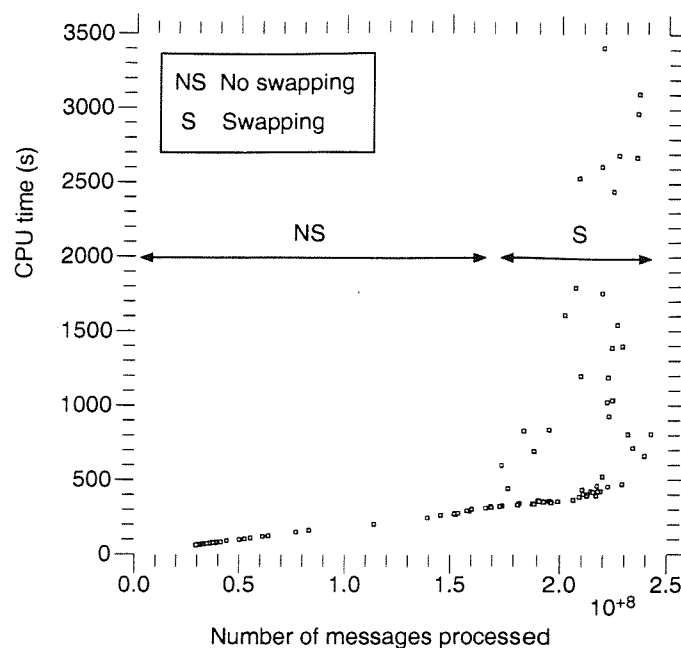 3500
3000
2500
2000
1500
1000
500
0
CPU time (s)
NS No swapping
S Swapping
NS
S
0.0
0.5
1.0
1.5
2.0
2.5
10+8
Number of messages processed